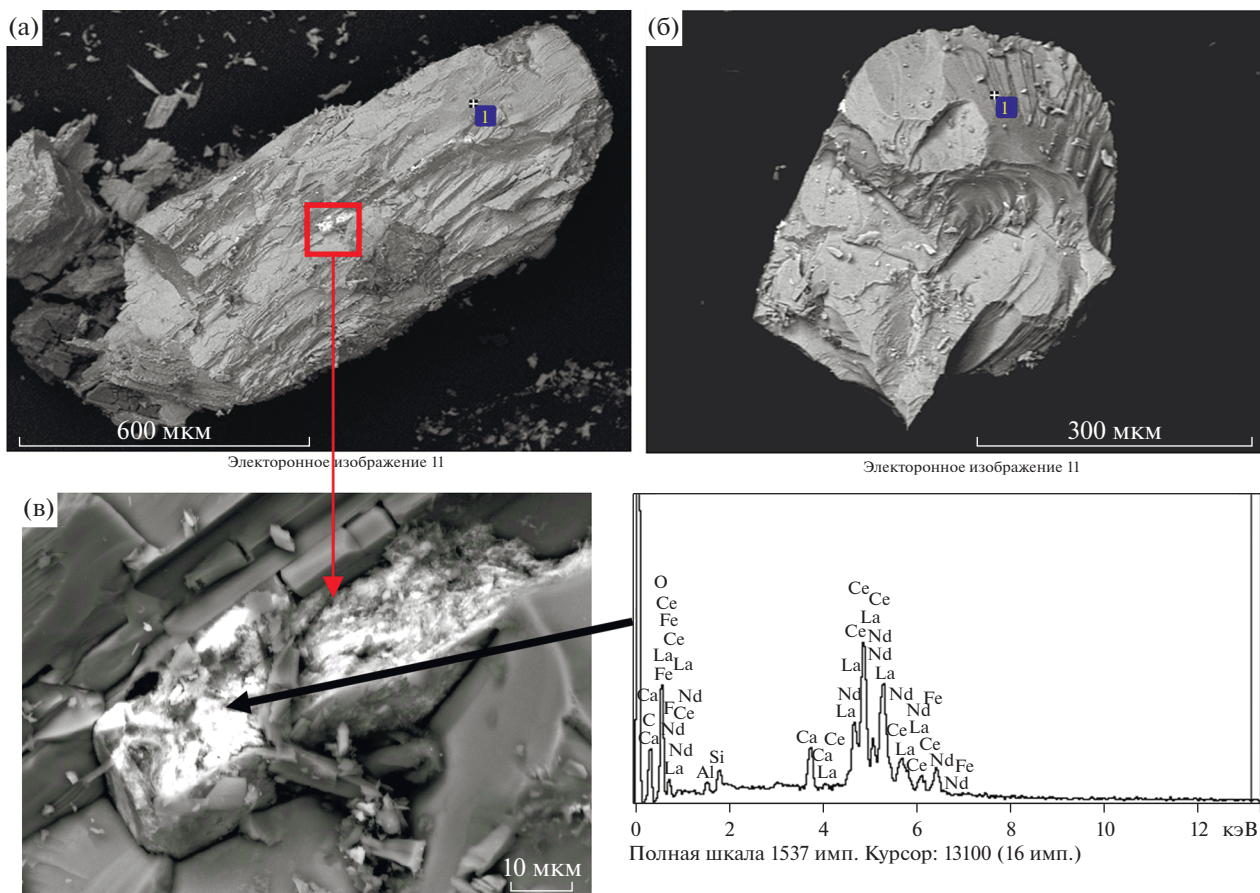 (а)
1
600 мкм
Электоронное изображение 11
(б)
1
300 мкм
Электоронное изображение 11
(в)
10 мкм
O
Ce
Fe
Ce
La La
Fe
Ca F Nd
C Ce
Ca Nd
Nd
La
Al
Si
Ca Ce
Ca
La
Ce Ce
La
Ce Nd
La Nd
Nd La
La
Nd Fe
Nd
Ce La
La Ce
Ce Nd Fe
Nd
0 2 4 6 8 10 12 кэВ
Полная шкала 1537 имп. Курсор: 13100 (16 имп.)